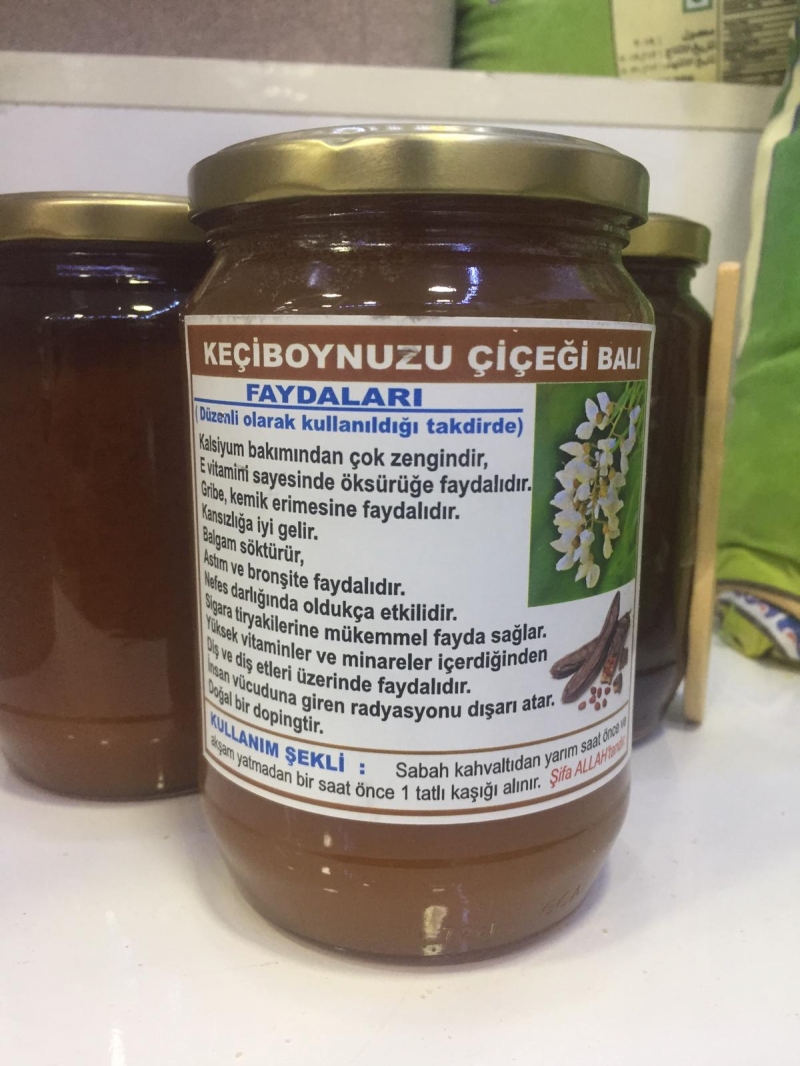 KEÇİBOYNUZU ÇİÇEĞİ BALI
FAYDALARI
(Düzenli olarak kullanıldığı takdirde)
Kalsiyum bakımından çok zengindir,
E vitamini sayesinde öksürüğe faydalıdır.
Gribe, kemik erimesine faydalıdır.
Kansızlığa iyi gelir.
Balgam söktürür,
Astım ve bronşite faydalıdır.
Nefes darlığında oldukça etkilidir.
Sigara tiryakilerine mükemmel fayda sağlar.
Yüksek vitaminler ve minareler içerdiğinden
Diş ve diş etleri üzerinde faydalıdır.
İnsan vücuduna giren radyasyonu dışarı atar.
Doğal bir dopingtir.
KULLANIM ŞEKLİ : Sabah kahvaltıdan yarım saat önce ve
akşam yatmadan bir saat önce 1 tatlı kaşığı alınır. Şifa ALLAH'tandır.